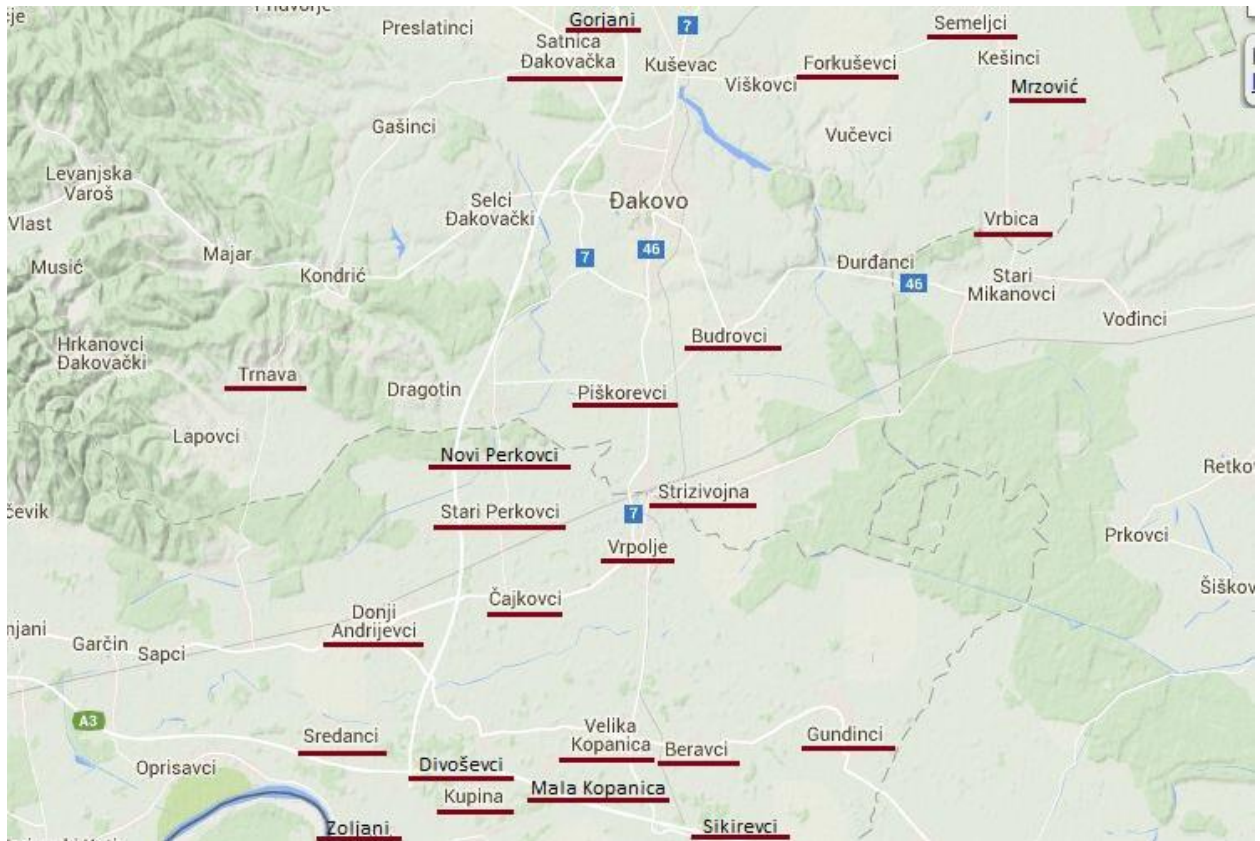 Gorjani
7
Semeljci
Preslatinci
Satnica
Đakovačka
Kuševac
Forkuševci
Kešinci
Viškovci
Mrzović
Gašinci
Vučevci
Levanjska
Varoš
Selci
Đakovački
Đakovo
Vlast
Vrbica
Majar
7
46
Musić
Kondrić
Đurđanci
46
Stari
Mikanovci
Vođinci
Hrkanovci
Đakovački
Budrovci
Trnava
Dragotin
Piškorevci
Lapovci
Novi Perkovci
Retko
Strizivojna
čevik
Stari Perkovci
7
Prkovci
Vrpolje
Šiškov
Čajkovci
Donji
Andrijevci
njani
Garčin
Sapci
A3
Sredanci
Velika
Kopanica
Beravci
Gundinci
Oprisavci
Divoševci
Kupina
Mala Kopanica
Zoljani
Sikirevci